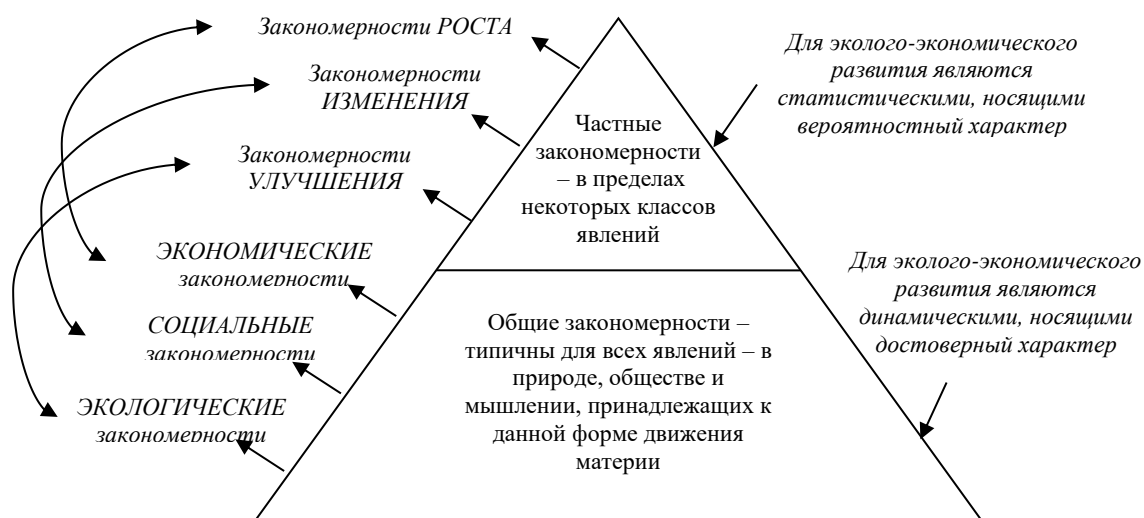 Закономерности РОСТА
Закономерности
ИЗМЕНЕНИЯ
Закономерности
УЛУЧШЕНИЯ
ЭКОНОМИЧЕСКИЕ
закономерности
СОЦИАЛЬНЫЕ
закономерности
ЭКОЛОГИЧЕСКИЕ
закономерности
Частные
закономерности
– в пределах
некоторых классов
явлений
Общие закономерности –
типичны для всех явлений – в
природе, обществе и
мышлении, принадлежащих к
данной форме движения
материи
Для эколого-экономического
развития являются
статистическими, носящими
вероятностный характер
Для эколого-экономического
развития являются
динамическими, носящими
достоверный характер